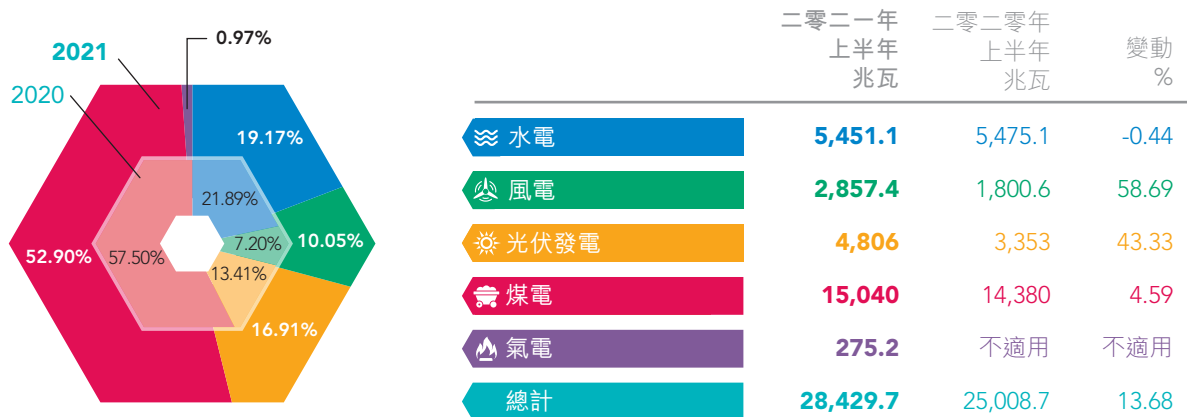 2021
2020
0.97%
19.17%
10.05%
16.91%
52.90%
21.89%
7.20%
13.41%
57.50%
二零二一年 二零二零年
上半年 上半年 變動
兆瓦 兆瓦 %
水電 5,451.1 5,475.1 -0.44
風電 2,857.4 1,800.6 58.69
光伏發電 4,806 3,353 43.33
煤電 15,040 14,380 4.59
氣電 275.2 不適用 不適用
總計 28,429.7 25,008.7 13.68